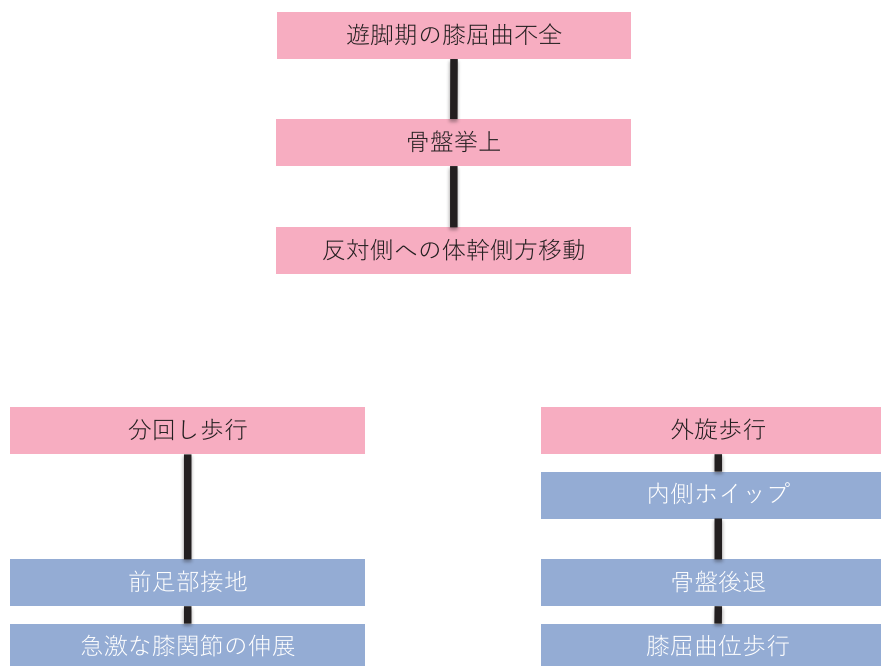 遊脚期の膝屈曲不全
骨盤挙上
反対側への体幹側方移動
分回し歩行
外旋歩行
内側ホイップ
前足部接地
骨盤後退
急激な膝関節の伸展
膝屈曲位歩行